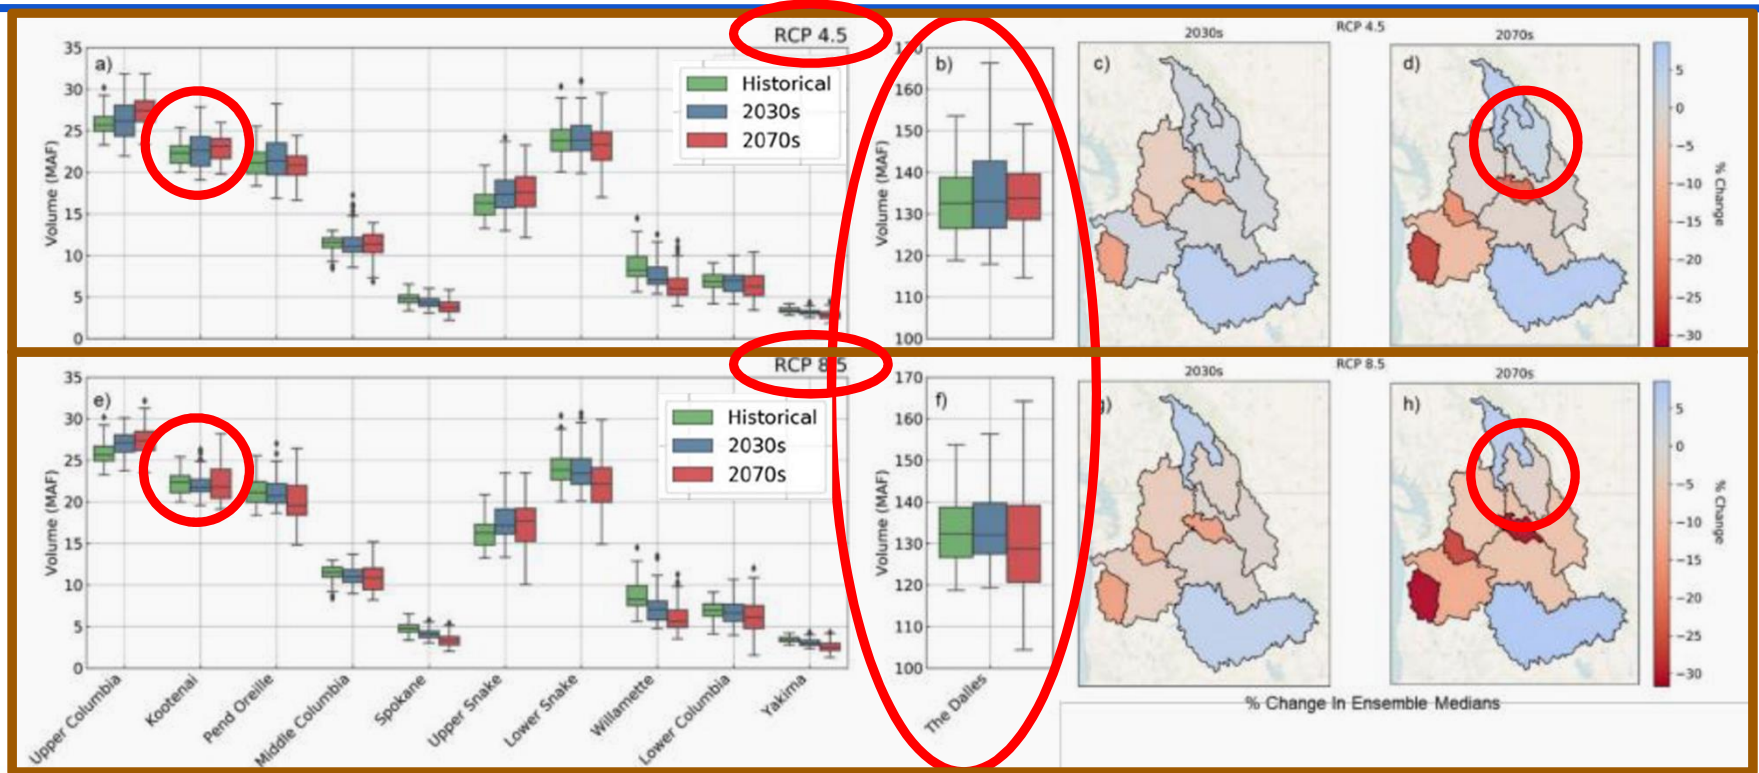 RCP 4.5
a)
Historical
2030s
2070s
Volume (MAF)
35
30
25
20
15
10
5
0
b)
Volume (MAF)
170
160
150
140
130
120
110
100
RCP 4.5
2030s
2070s
c)
d)
5
0
−5
−10
−15
−20
−25
−30
% Change
RCP 8.5
e)
Historical
2030s
2070s
Volume (MAF)
35
30
25
20
15
10
5
0
Upper Columbia
Kootenai
Pend Oreille
Middle Columbia
Spokane
Upper Snake
Lower Snake
Willamette
Lower Columbia
Yakima
f)
Volume (MAF)
170
160
150
140
130
120
110
100
The Dalles
RCP 8.5
2030s
2070s
g)
h)
5
0
−5
−10
−15
−20
−25
−30
% Change
% Change In Ensemble Medians